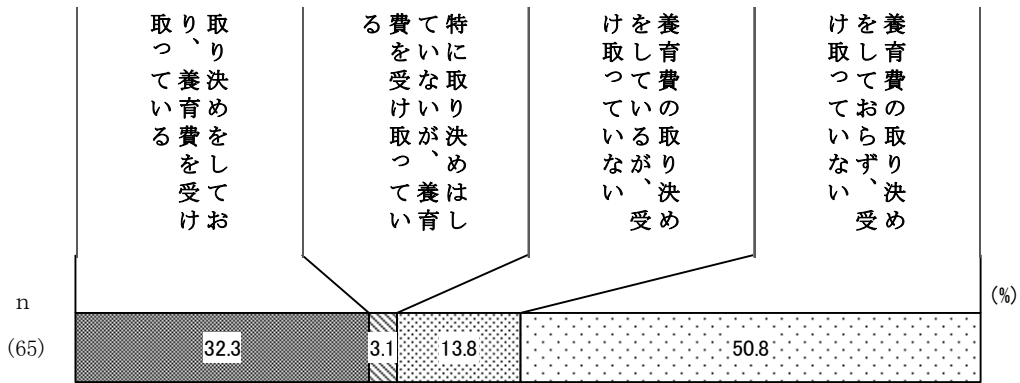 取り決めをしてお
り、養育費を受け
取っている
特に取り決めはし
ていないが、養育
費を受け取ってい
る
養育費の取り決め
をしているが、受
け取っていない
養育費の取り決め
をしておらず、受
け取っていない
n
(%)
(65)
32.3
3.1
13.8
50.8